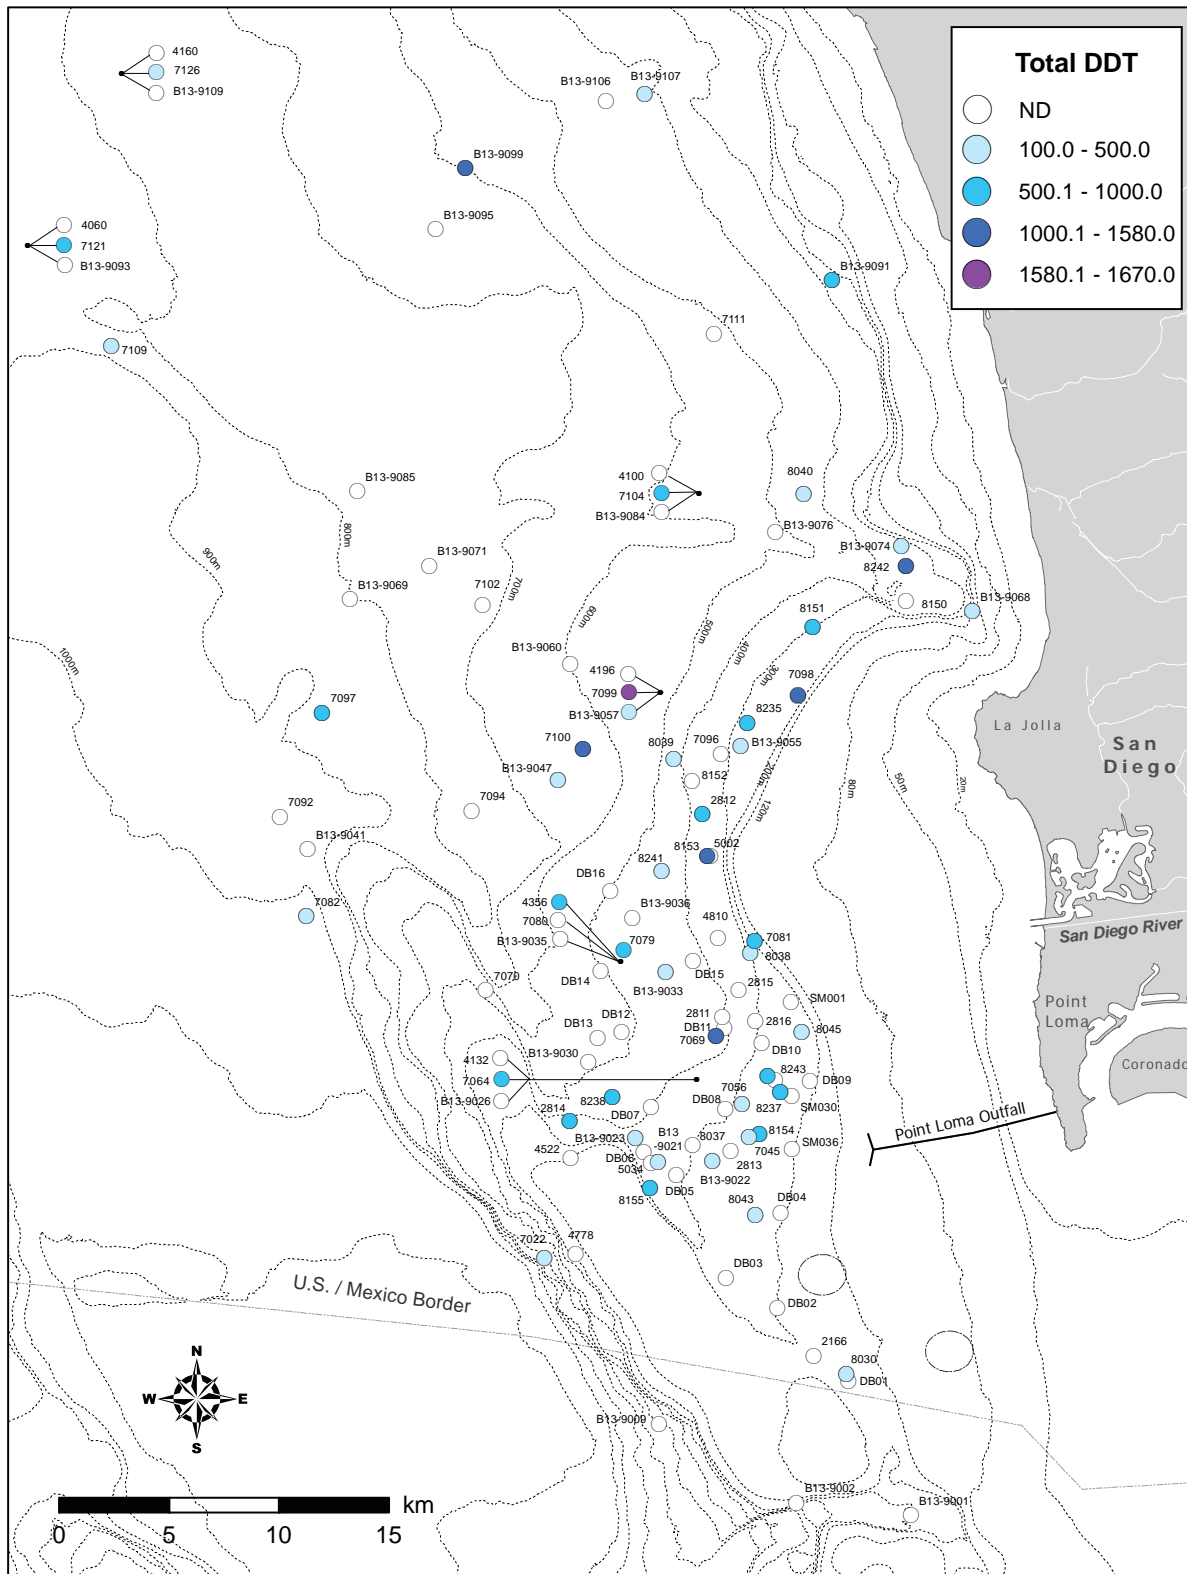 4160
7126
B13-9109
B13-9106
B13-9107
Total DDT
ND
100.0 - 500.0
500.1 - 1000.0
1000.1 - 1580.0
1580.1 - 1670.0
B13-9099
B13-9095
4060
7121
B13-9093
B13-9091
7111
7109
4100
7104
B13-9084
8040
B13-9085
B13-9076
800m
900m
B13-9074
8242
B13-9071
B13-9069
7102
700m
600m
500m
400m
300m
8151
8150
B13-9068
1000m
B13-9060
4196
7099
B13-9057
7098
7097
8235
La Jolla
San
Diego
7100
8039
7096
B13-9055
B13-9047
8152
200m
120m
80m
50m
20m
7092
7094
2812
B13-9041
8153
5002
8241
DB16
4356
7080
B13-9035
B13-9036
7082
4810
7081
7079
8038
San Diego River
DB14
B13-9033
DB15
7070
2815
SM001
Point
Loma
DB12
DB13
2811
DB11
7069
2816
8045
DB10
4132
7064
B13-9026
B13-9030
8243
DB09
Coronado
8238
7056
DB08
8237
SM030
2814
DB07
Point Loma Outfall
B13-9023
B13
-9021
8037
8154
7045
SM036
4522
DB06
5034
2813
B13-9022
DB05
8155
8043
DB04
7022
4778
DB03
U.S. / Mexico Border
DB02
2166
8030
DB01
N
W
E
S
B13-9009
B13-9002
B13-9001
km
0
5
10
15